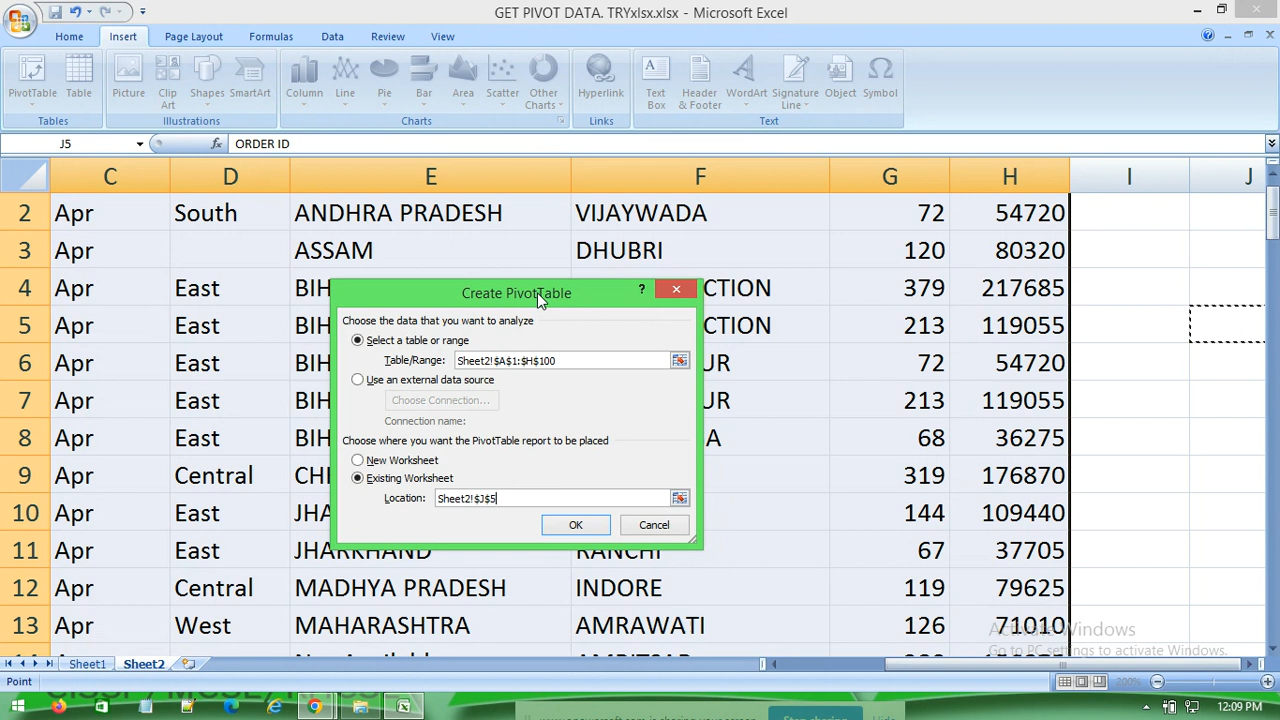 GET PIVOT DATA. TRYxlsx.xlsx - Microsoft Excel
Home Insert Page Layout Formulas Data Review View
PivotTable Table Picture Clip Art Shapes SmartArt Column Line Pie Bar Area Scatter Other Charts Hyperlink Text Box Header & Footer WordArt Signature Line Object Symbol
Tables Illustrations Charts Links Text
J5 fx ORDER ID
C D E F G H I J
2 Apr South ANDHRA PRADESH VIJAYWADA 72 54720
3 Apr ASSAM DHUBRI 120 80320
4 Apr East BIH CTION 379 217685
5 Apr East BIH CTION 213 119055
6 Apr East BIH UR 72 54720
7 Apr East BIH UR 213 119055
8 Apr East BIH A 68 36275
9 Apr Central CH 319 176870
10 Apr East JHA 144 109440
11 Apr East JHARKHAND RANCHI 67 37705
12 Apr Central MADHYA PRADESH INDORE 119 79625
13 Apr West MAHARASHTRA AMRAWATI 126 71010
Create PivotTable
?
Choose the data that you want to analyze
Select a table or range
Table/Range: Sheet2!$A$1:$H$100
Use an external data source
Choose Connection...
Connection name:
Choose where you want the PivotTable report to be placed
New Worksheet
Existing Worksheet
Location: Sheet2!$J$5
OK Cancel
Activate Windows
Go to PC settings to activate Windows.
Sheet1 Sheet2
Point 200%
12:09 PM